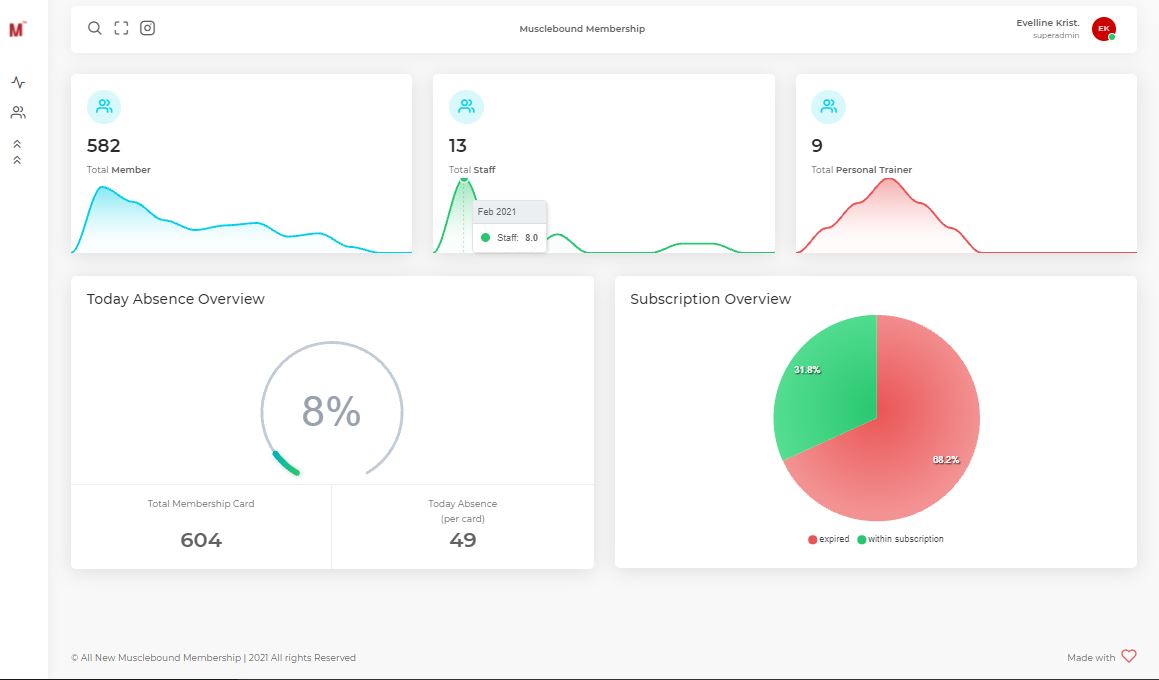 M
Musclebound Membership
Evelline Krist.
superadmin
EK
582
Total Member
13
Total Staff
Feb 2021
Staff: 8.0
9
Total Personal Trainer
Today Absence Overview
8%
Total Membership Card
604
Today Absence
(per card)
49
Subscription Overview
31.8%
68.2%
expired within subscription
© All New Musclebound Membership | 2021 All rights Reserved
Made with